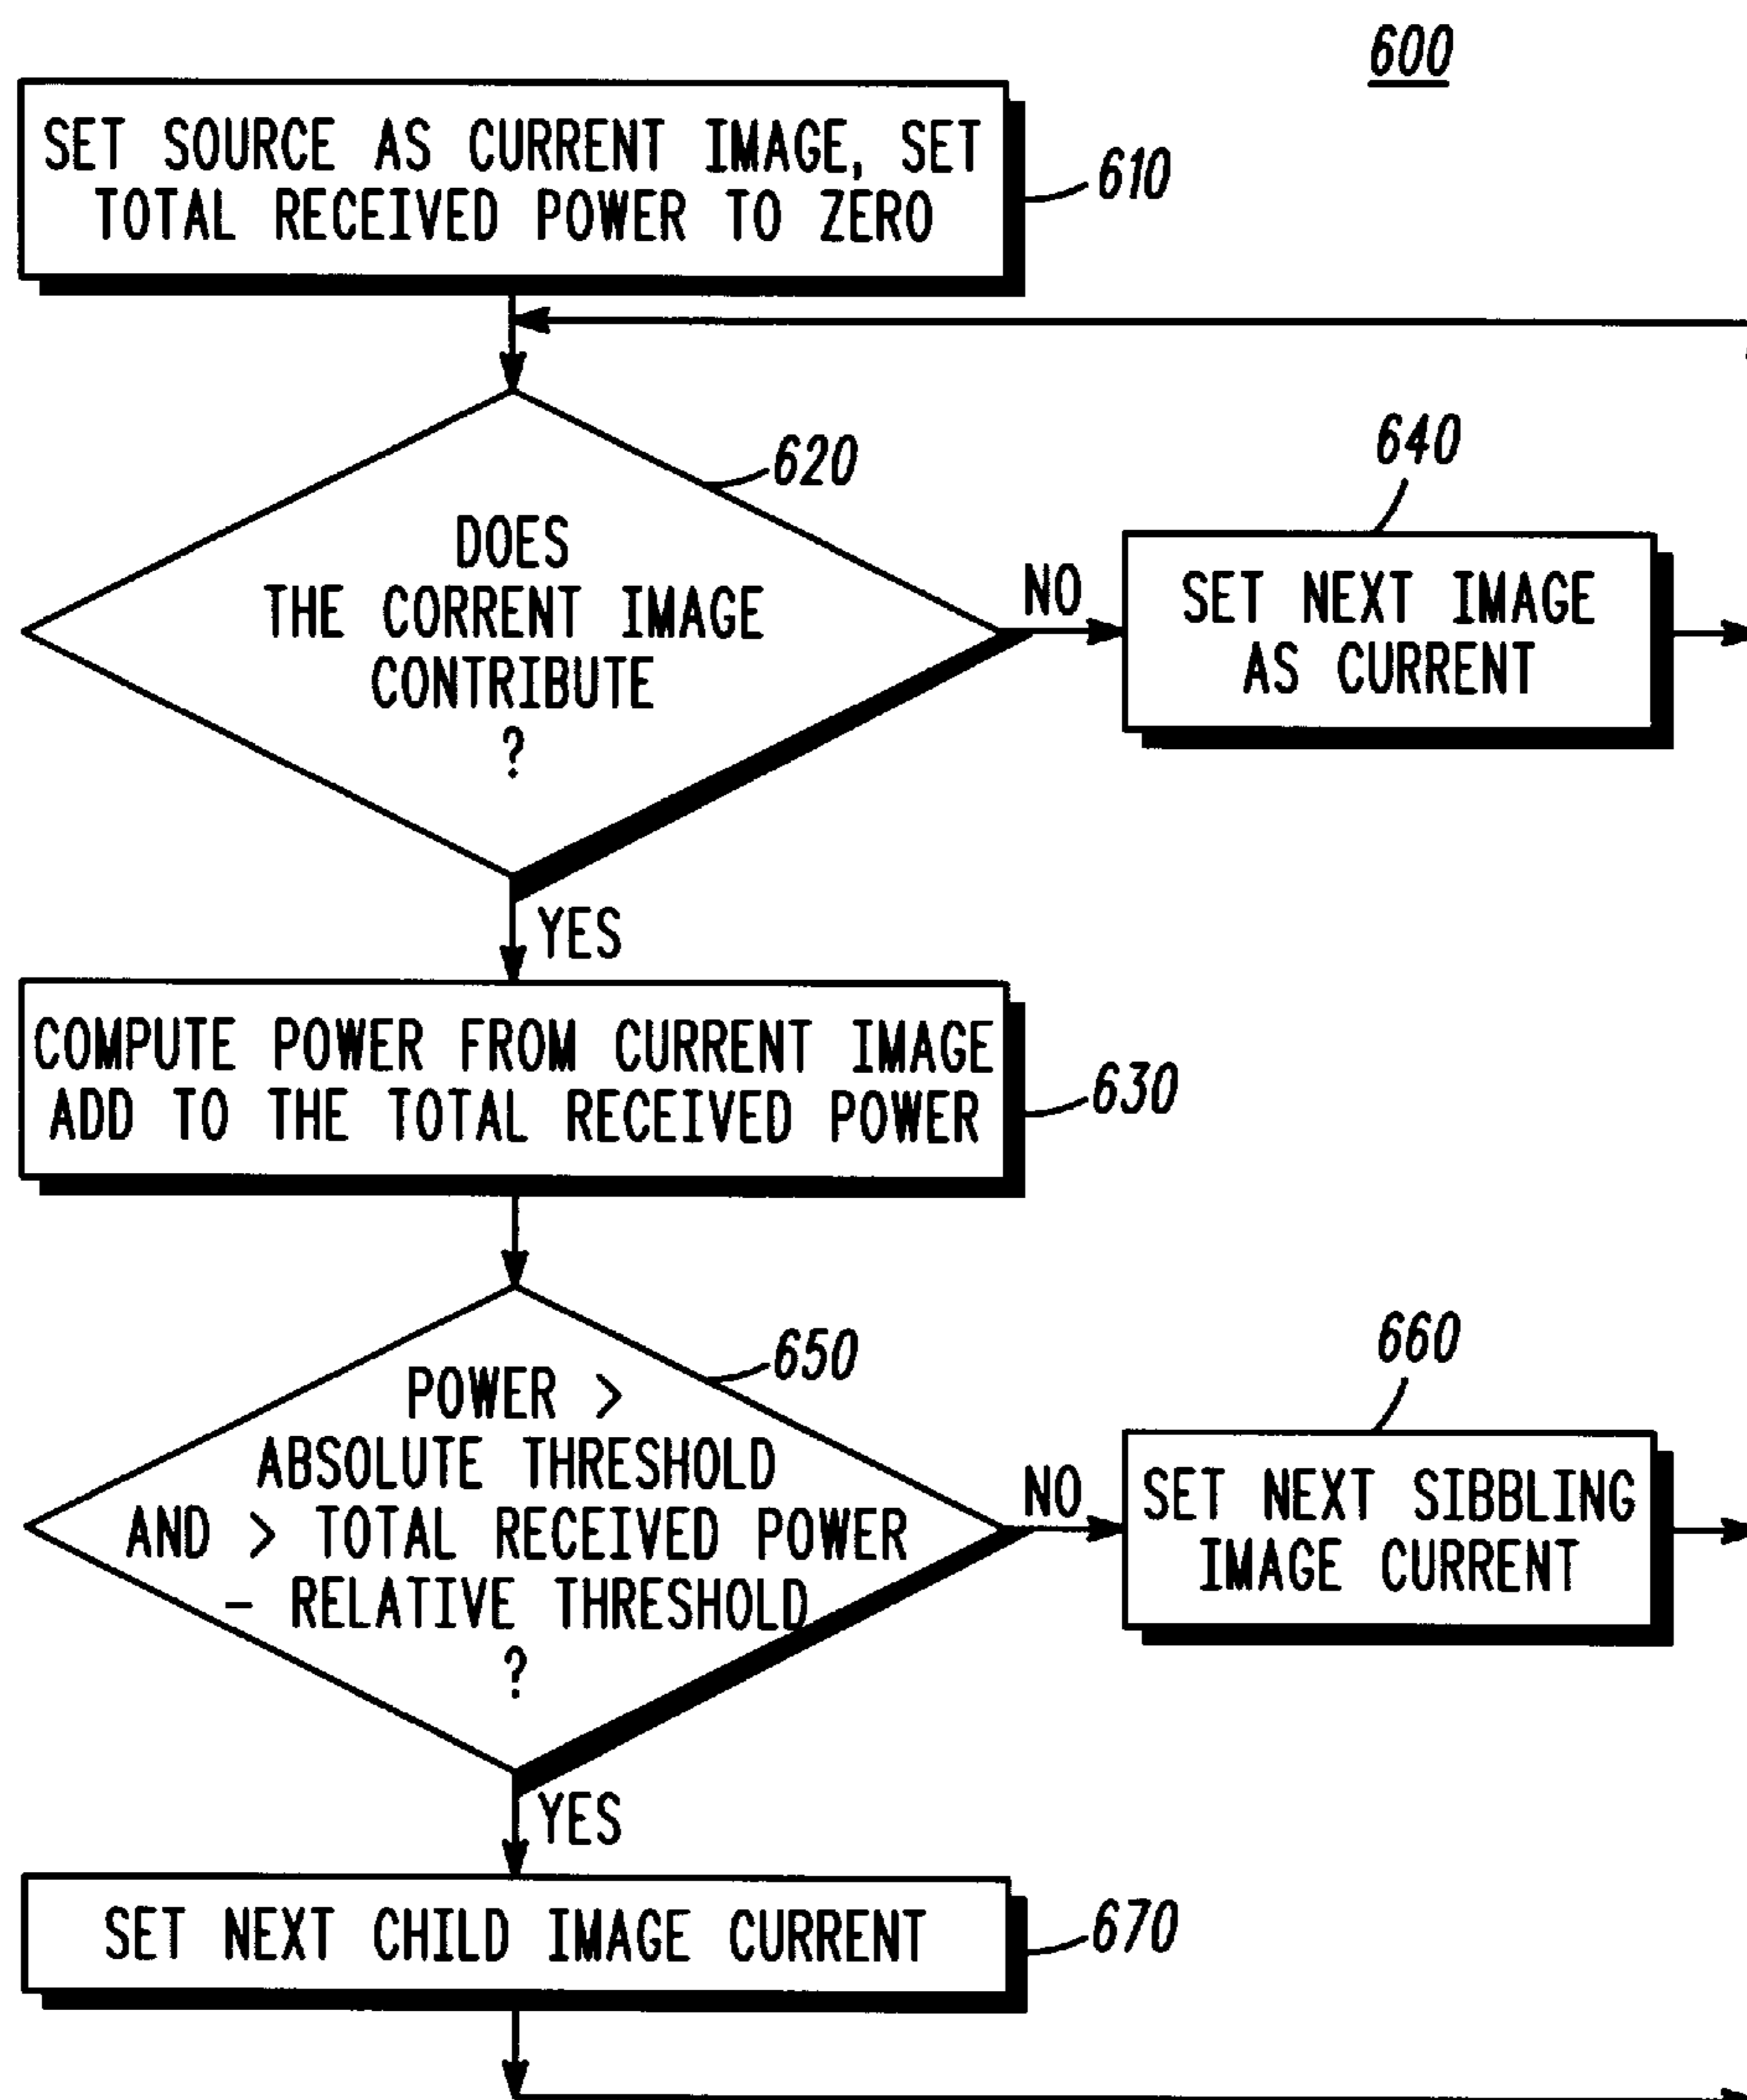 600
SET SOURCE AS CURRENT IMAGE, SET
TOTAL RECEIVED POWER TO ZERO
610
620
DOES
THE CORRENT IMAGE
CONTRIBUTE
?
NO
640
SET NEXT IMAGE
AS CURRENT
YES
COMPUTE POWER FROM CURRENT IMAGE
ADD TO THE TOTAL RECEIVED POWER
630
650
POWER >
ABSOLUTE THRESHOLD
AND > TOTAL RECEIVED POWER
- RELATIVE THRESHOLD
?
NO
660
SET NEXT SIBBLING
IMAGE CURRENT
YES
SET NEXT CHILD IMAGE CURRENT
670